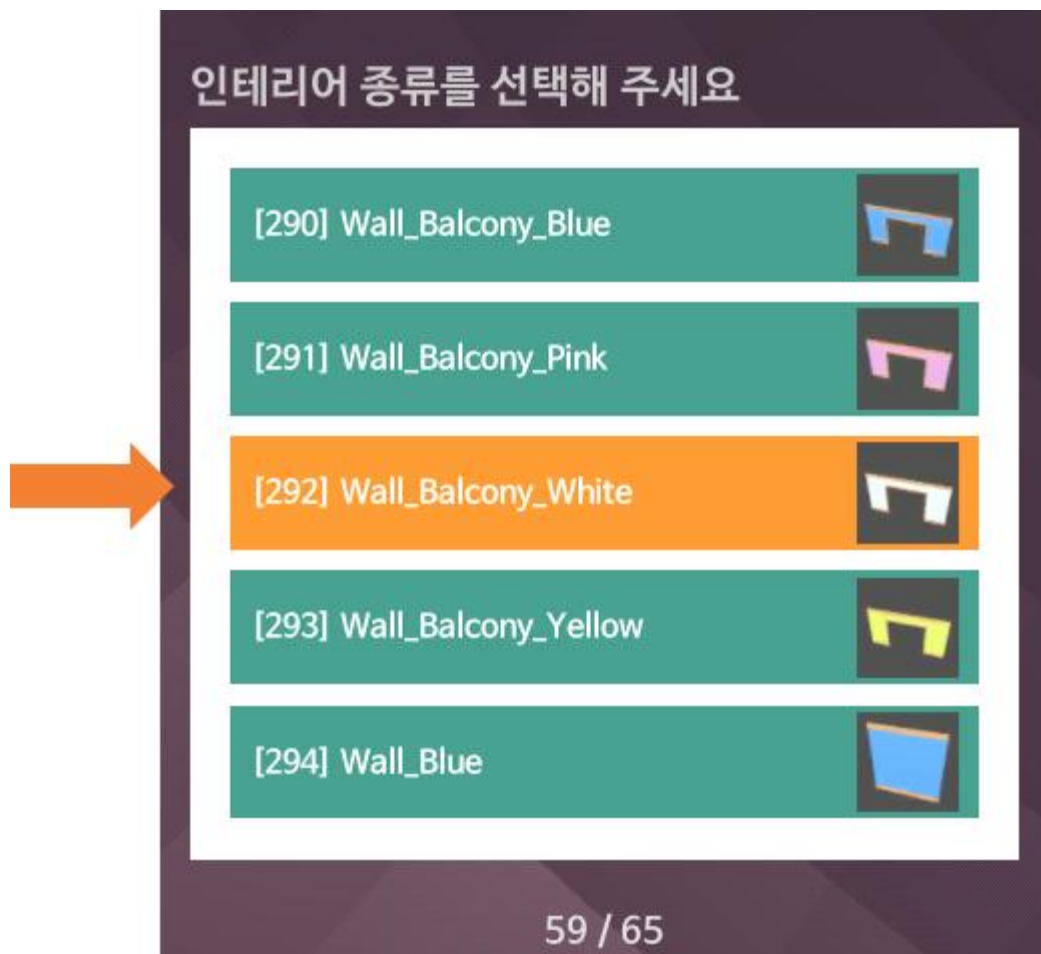 인테리어 종류를 선택해 주세요
[290] Wall_Balcony_Blue
[291] Wall_Balcony_Pink
[292] Wall_Balcony_White
[293] Wall_Balcony_Yellow
[294] Wall_Blue
59 / 65